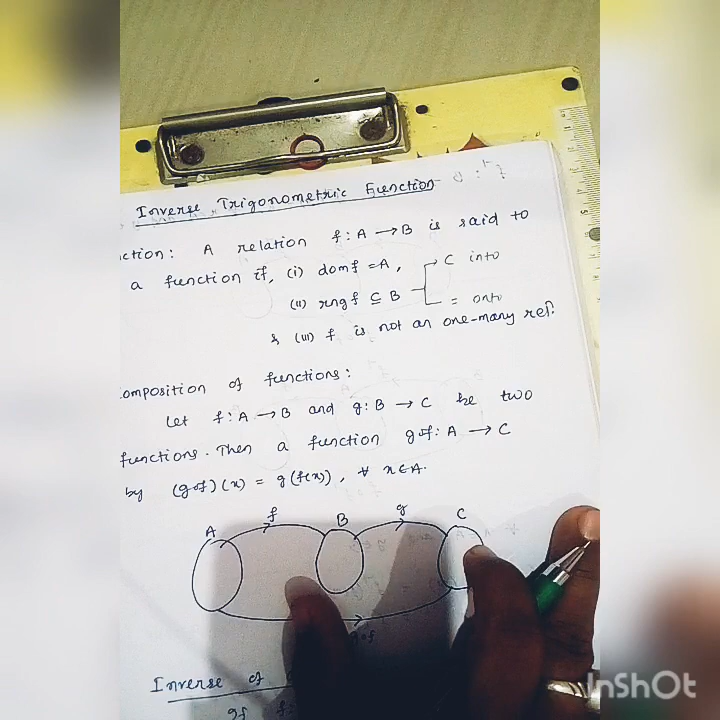 Inverse Trigonometric Function
ction: A relation f: A → B is said to
a function if, (i) dom f = A,
(ii) rng f ⊆ B ⊂ into
= onto
& (iii) f is not an one-many rel?
omposition of functions:
Let f: A → B and g: B → C be two
functions. Then a function gof: A → C
by (gof)(x) = g(f(x)), ∀ x ∈ A.
f g
A B C
gof
Inverse of
gf f:
InShOt